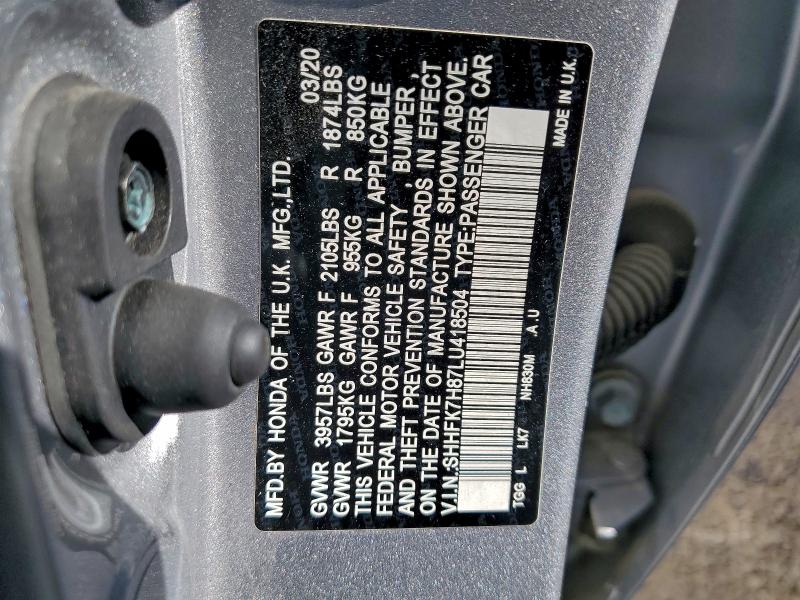 MFD.BY HONDA OF THE U.K. MFG.,LTD. 03/20
GVWR 3957LBS GAWR F 2105LBS R 1874LBS
GVWR 1795KG GAWR F 955KG R 850KG
THIS VEHICLE CONFORMS TO ALL APPLICABLE
FEDERAL MOTOR VEHICLE SAFETY , BUMPER ,
AND THEFT PREVENTION STANDARDS IN EFFECT
ON THE DATE OF MANUFACTURE SHOWN ABOVE.
V.I.N.:SHHFK7H87LU418504 TYPE:PASSENGER CAR
TGG L LK7 NH830M .A.U MADE IN U.K.